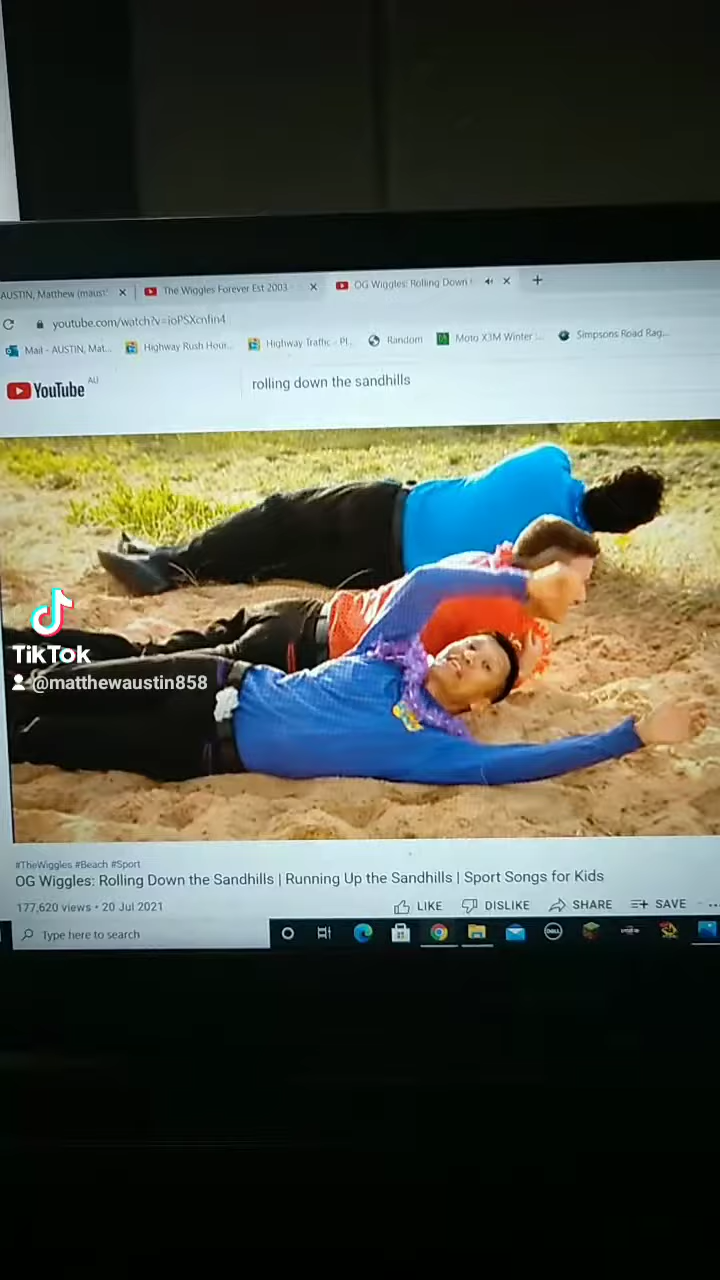 AUSTIN, Matthew (maust
The Wiggles Forever Est 2003 -
OG Wiggles: Rolling Down
youtube.com/watch?v=ioPSXcnfin4
Mail - AUSTIN, Mat...
Highway Rush Hour...
Highway Traffic - Pl...
Random
Moto X3M Winter ...
Simpsons Road Rag...
YouTube AU
rolling down the sandhills
TikTok
@matthewaustin858
#TheWiggles #Beach #Sport
OG Wiggles: Rolling Down the Sandhills | Running Up the Sandhills | Sport Songs for Kids
177,620 views • 20 Jul 2021
LIKE
DISLIKE
SHARE
SAVE
Type here to search
DELL